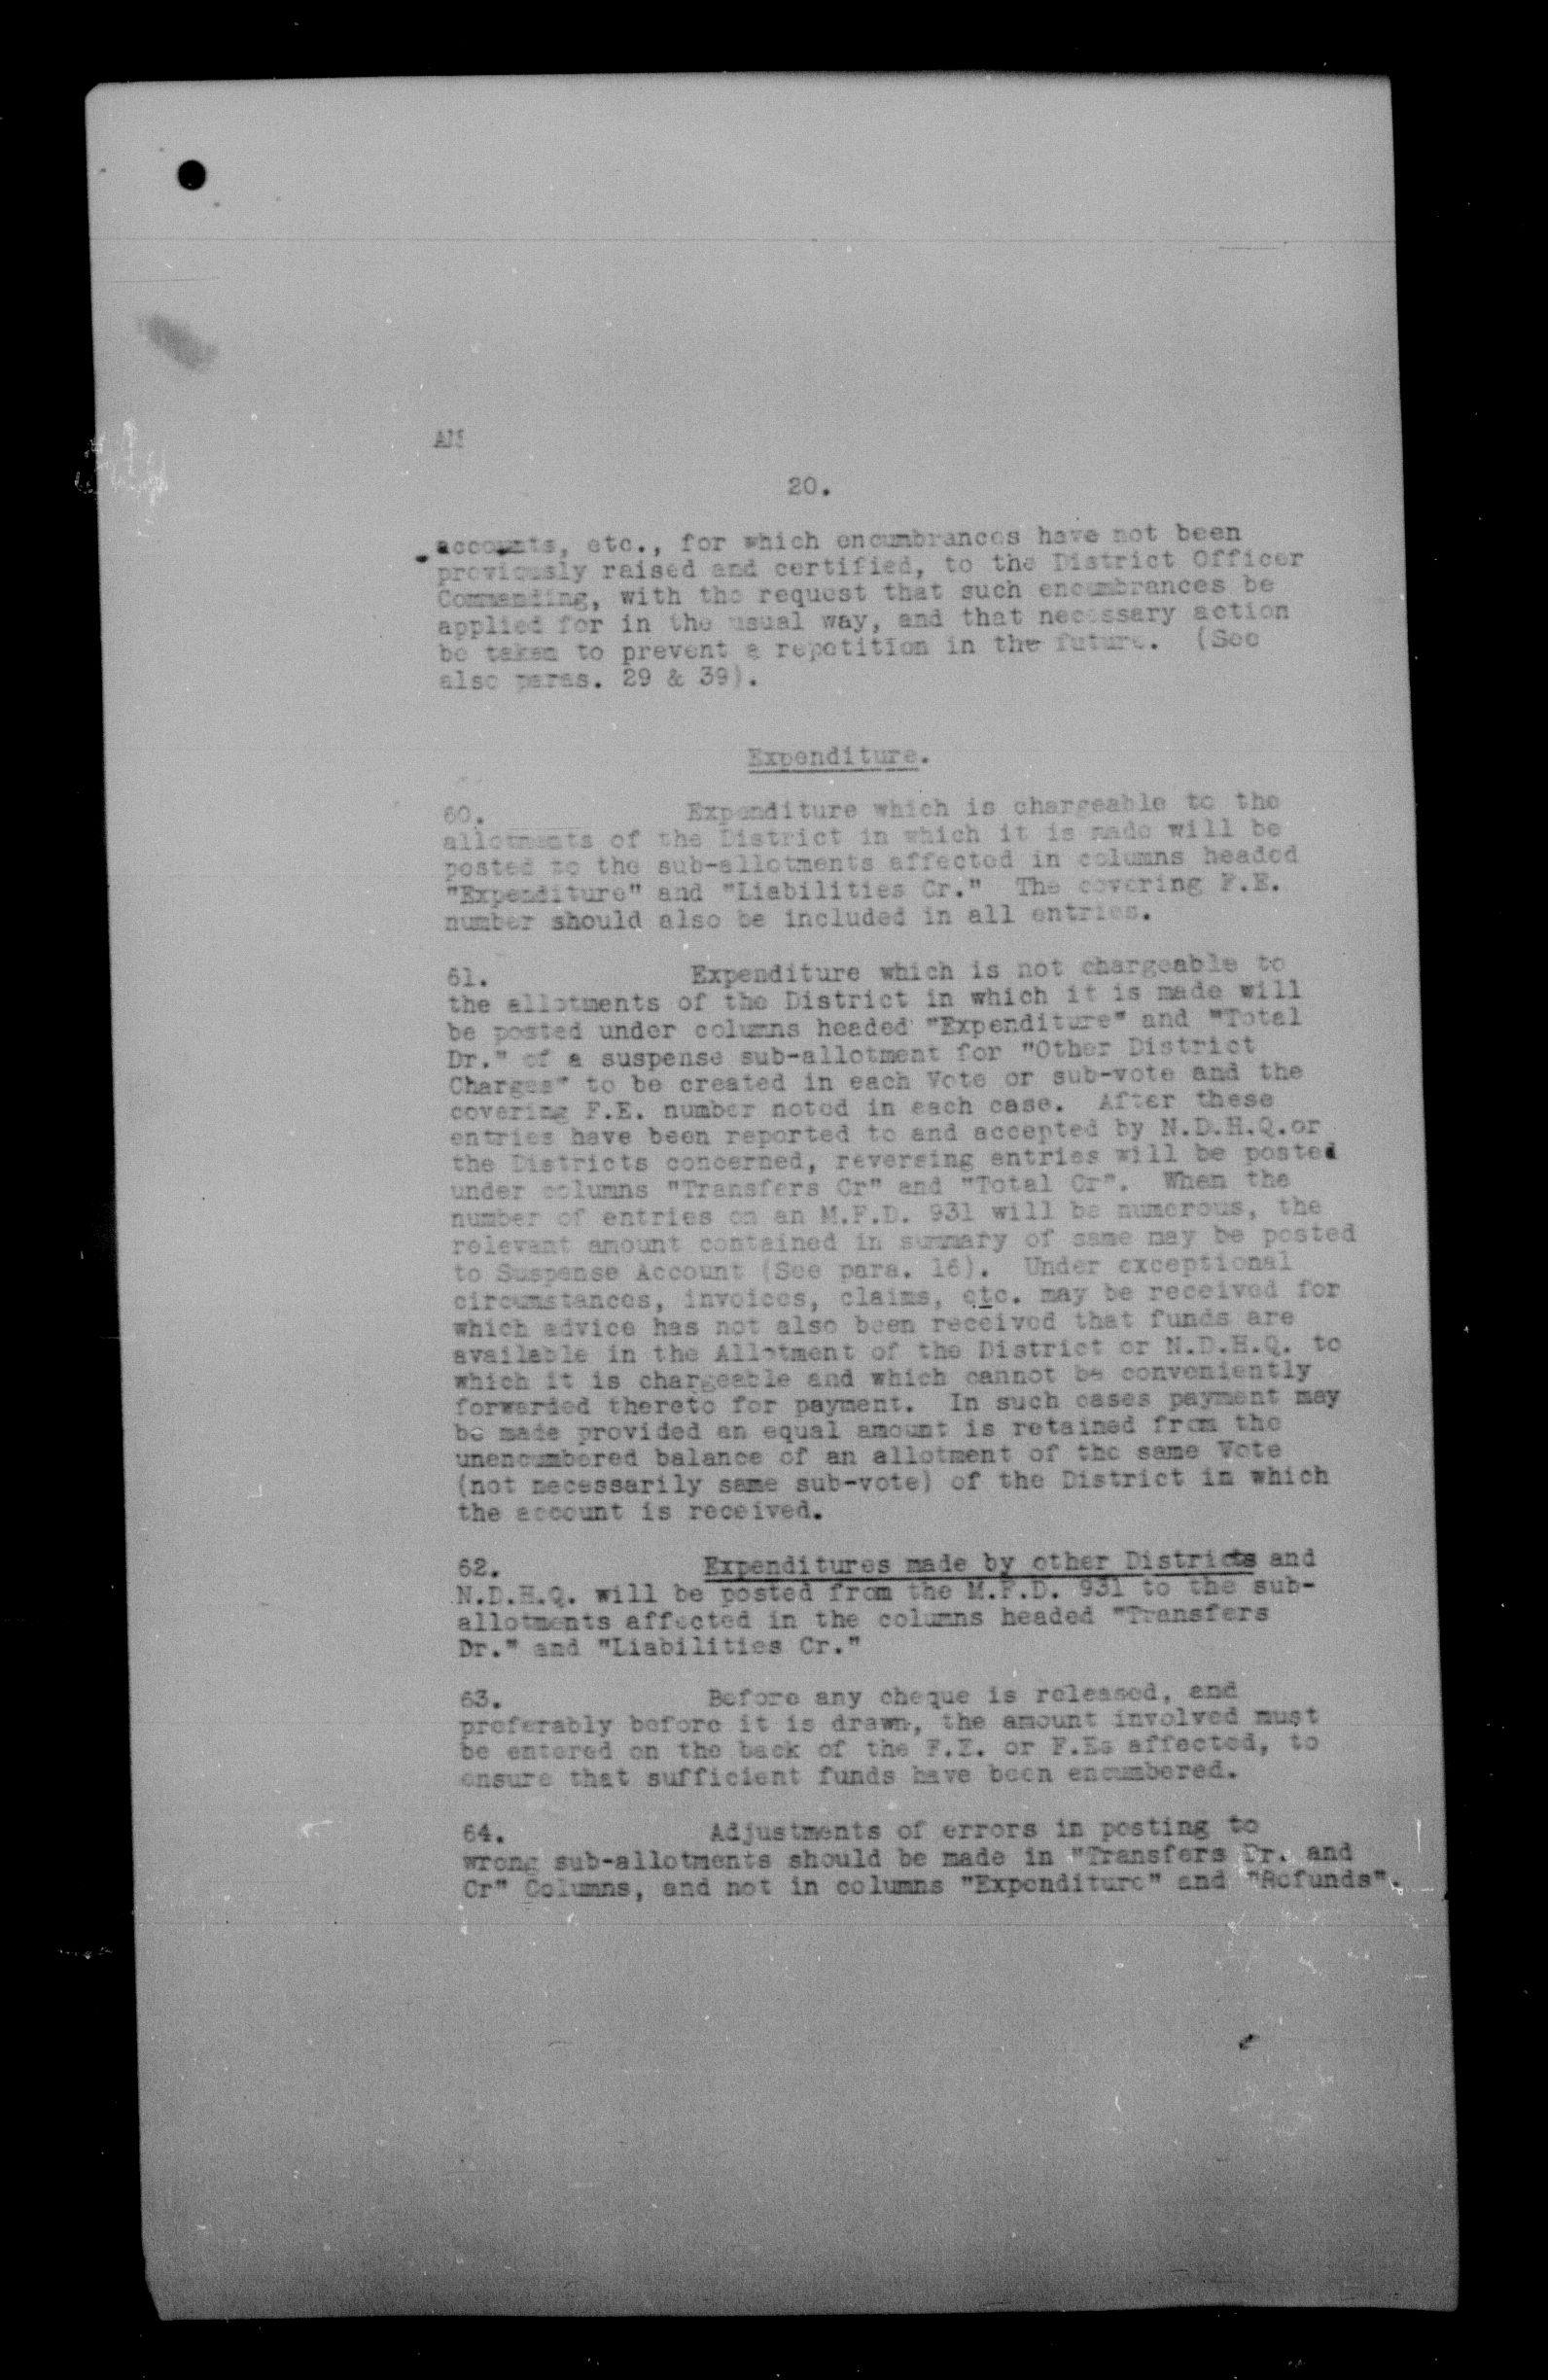 20.
accounts, etc., for which encumbrances have not been
previously raised and certified, to the District Officer
Commanding, with the request that such encumbrances be
applied for in the usual way, and that necessary action
be taken to prevent a repetition in the future. (See
also paras. 29 & 39).
Expenditure.
60. Expenditure which is chargeable to the
allotments of the District in which it is made will be
posted to the sub-allotments affected in columns headed
"Expenditure" and "Liabilities Cr." The covering F.E.
number should also be included in all entries.
61. Expenditure which is not chargeable to
the allotments of the District in which it is made will
be posted under columns headed "Expenditure" and "Total
Dr." of a suspense sub-allotment for "Other District
Charges" to be created in each Vote or sub-vote and the
covering F.E. number noted in each case. After these
entries have been reported to and accepted by N.D.H.Q.or
the Districts concerned, reversing entries will be posted
under columns "Transfers Cr" and "Total Cr". When the
number of entries on an M.F.D. 931 will be numerous, the
relevant amount contained in summary of same may be posted
to Suspense Account (See para. 16). Under exceptional
circumstances, invoices, claims, etc. may be received for
which advice has not also been received that funds are
available in the Allotment of the District or N.D.H.Q. to
which it is chargeable and which cannot be conveniently
forwarded thereto for payment. In such cases payment may
be made provided an equal amount is retained from the
unencumbered balance of an allotment of the same Vote
(not necessarily same sub-vote) of the District in which
the account is received.
62. Expenditures made by other Districts and
N.D.H.Q. will be posted from the M.F.D. 931 to the sub-
allotments affected in the columns headed "Transfers
Dr." and "Liabilities Cr."
63. Before any cheque is released, and
preferably before it is drawn, the amount involved must
be entered on the back of the F.E. or F.Es affected, to
ensure that sufficient funds have been encumbered.
64. Adjustments of errors in posting to
wrong sub-allotments should be made in "Transfers Dr. and
Cr" Columns, and not in columns "Expenditure" and "Refunds".